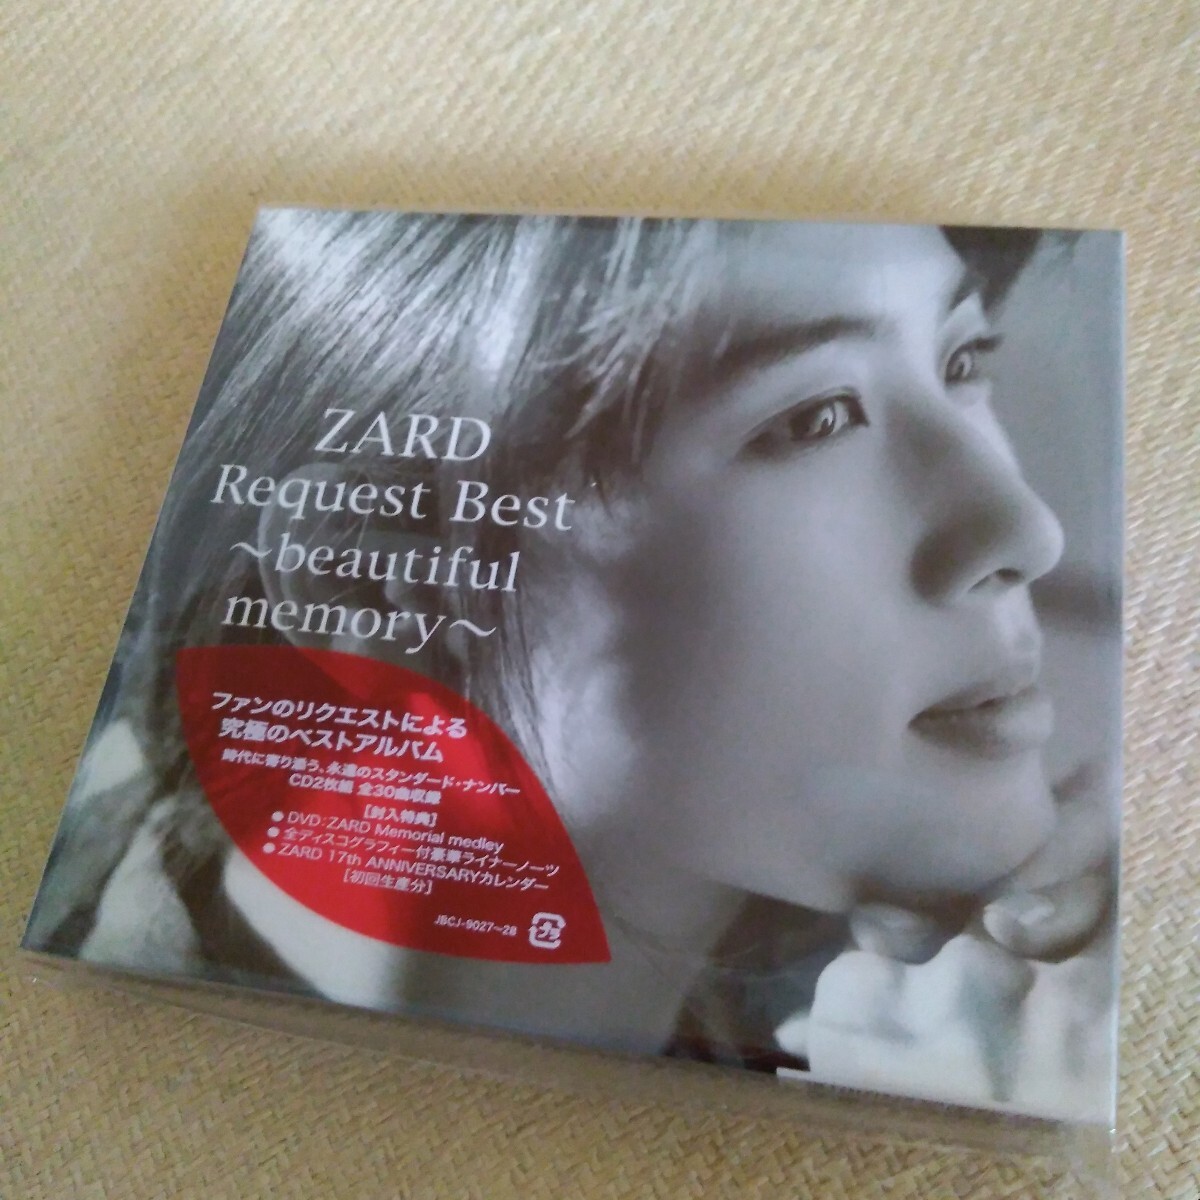 ZARD
Request Best
～beautiful
memory～
ファンのリクエストによる
究極のベストアルバム
時代に寄り添う、永遠のスタンダード・ナンバー
CD2枚組 全30曲収録
[封入特典]
● DVD:ZARD Memorial medley
● 全ディスコグラフィー付豪華ライナーノーツ
● ZARD 17th ANNIVERSARYカレンダー
[初回生産分]
JBCJ-9027～28
プラ